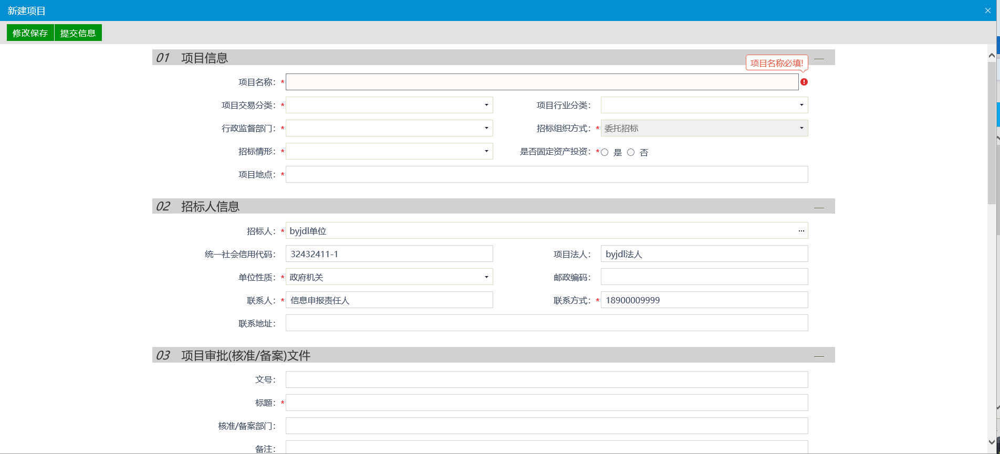 新建项目
修改保存 提交信息
01 项目信息
项目名称必填!
项目名称：*
项目交易分类：* 项目行业分类：
行政监督部门：* 招标组织方式：* 委托招标
招标情形：* 是否固定资产投资：* 是 否
项目地点：*
02 招标人信息
招标人：* byjdl单位 ...
统一社会信用代码： 32432411-1 项目法人： byjdl法人
单位性质：* 政府机关 邮政编码：
联系人：* 信息申报责任人 联系方式：* 18900009999
联系地址：
03 项目审批(核准/备案)文件
文号：
标题：*
核准/备案部门：
备注：